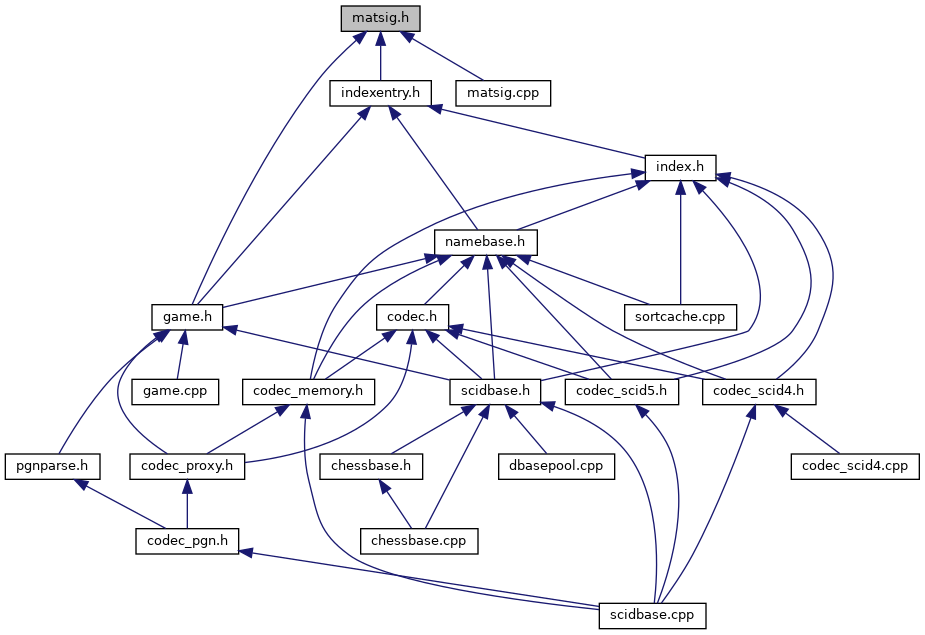 matsig.h
indexentry.h
matsig.cpp
index.h
namebase.h
game.h
codec.h
sortcache.cpp
game.cpp
codec_memory.h
scidbase.h
codec_scid5.h
codec_scid4.h
pgnparse.h
codec_proxy.h
chessbase.h
dbasepool.cpp
codec_scid4.cpp
codec_pgn.h
chessbase.cpp
scidbase.cpp